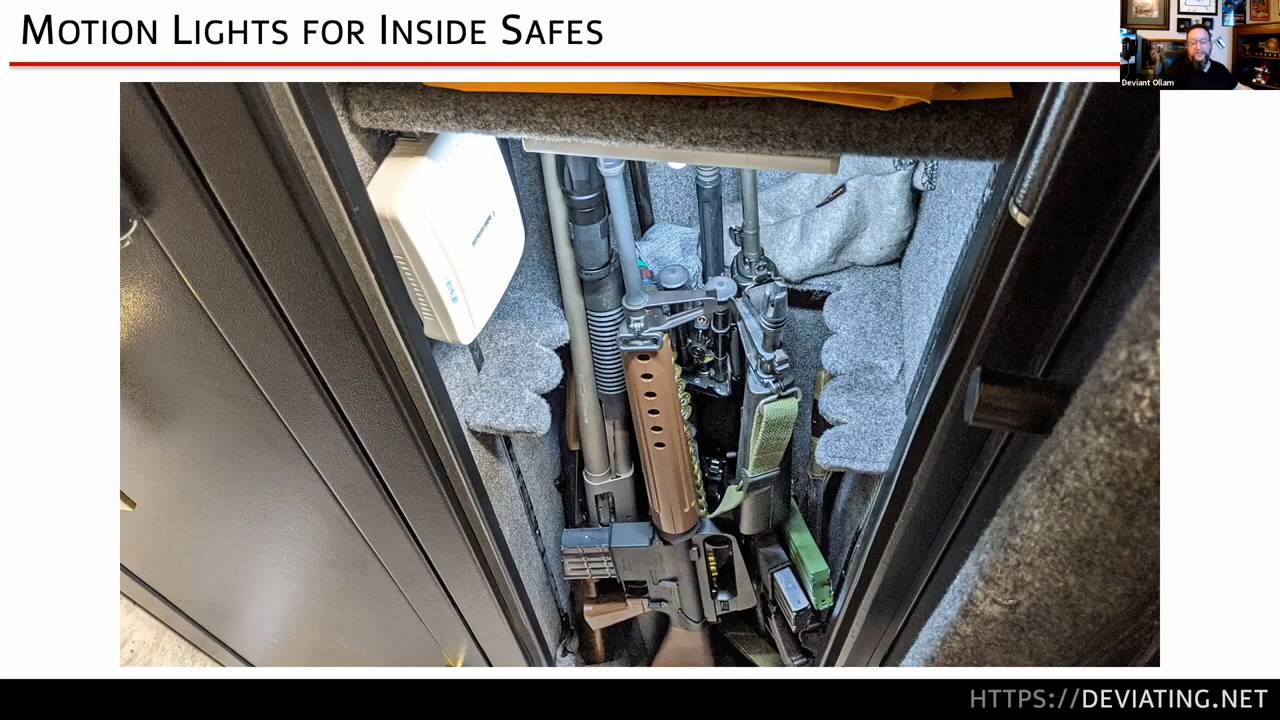 MOTION LIGHTS FOR INSIDE SAFES
Deviant Ollam
HTTPS://DEVIATING.NET